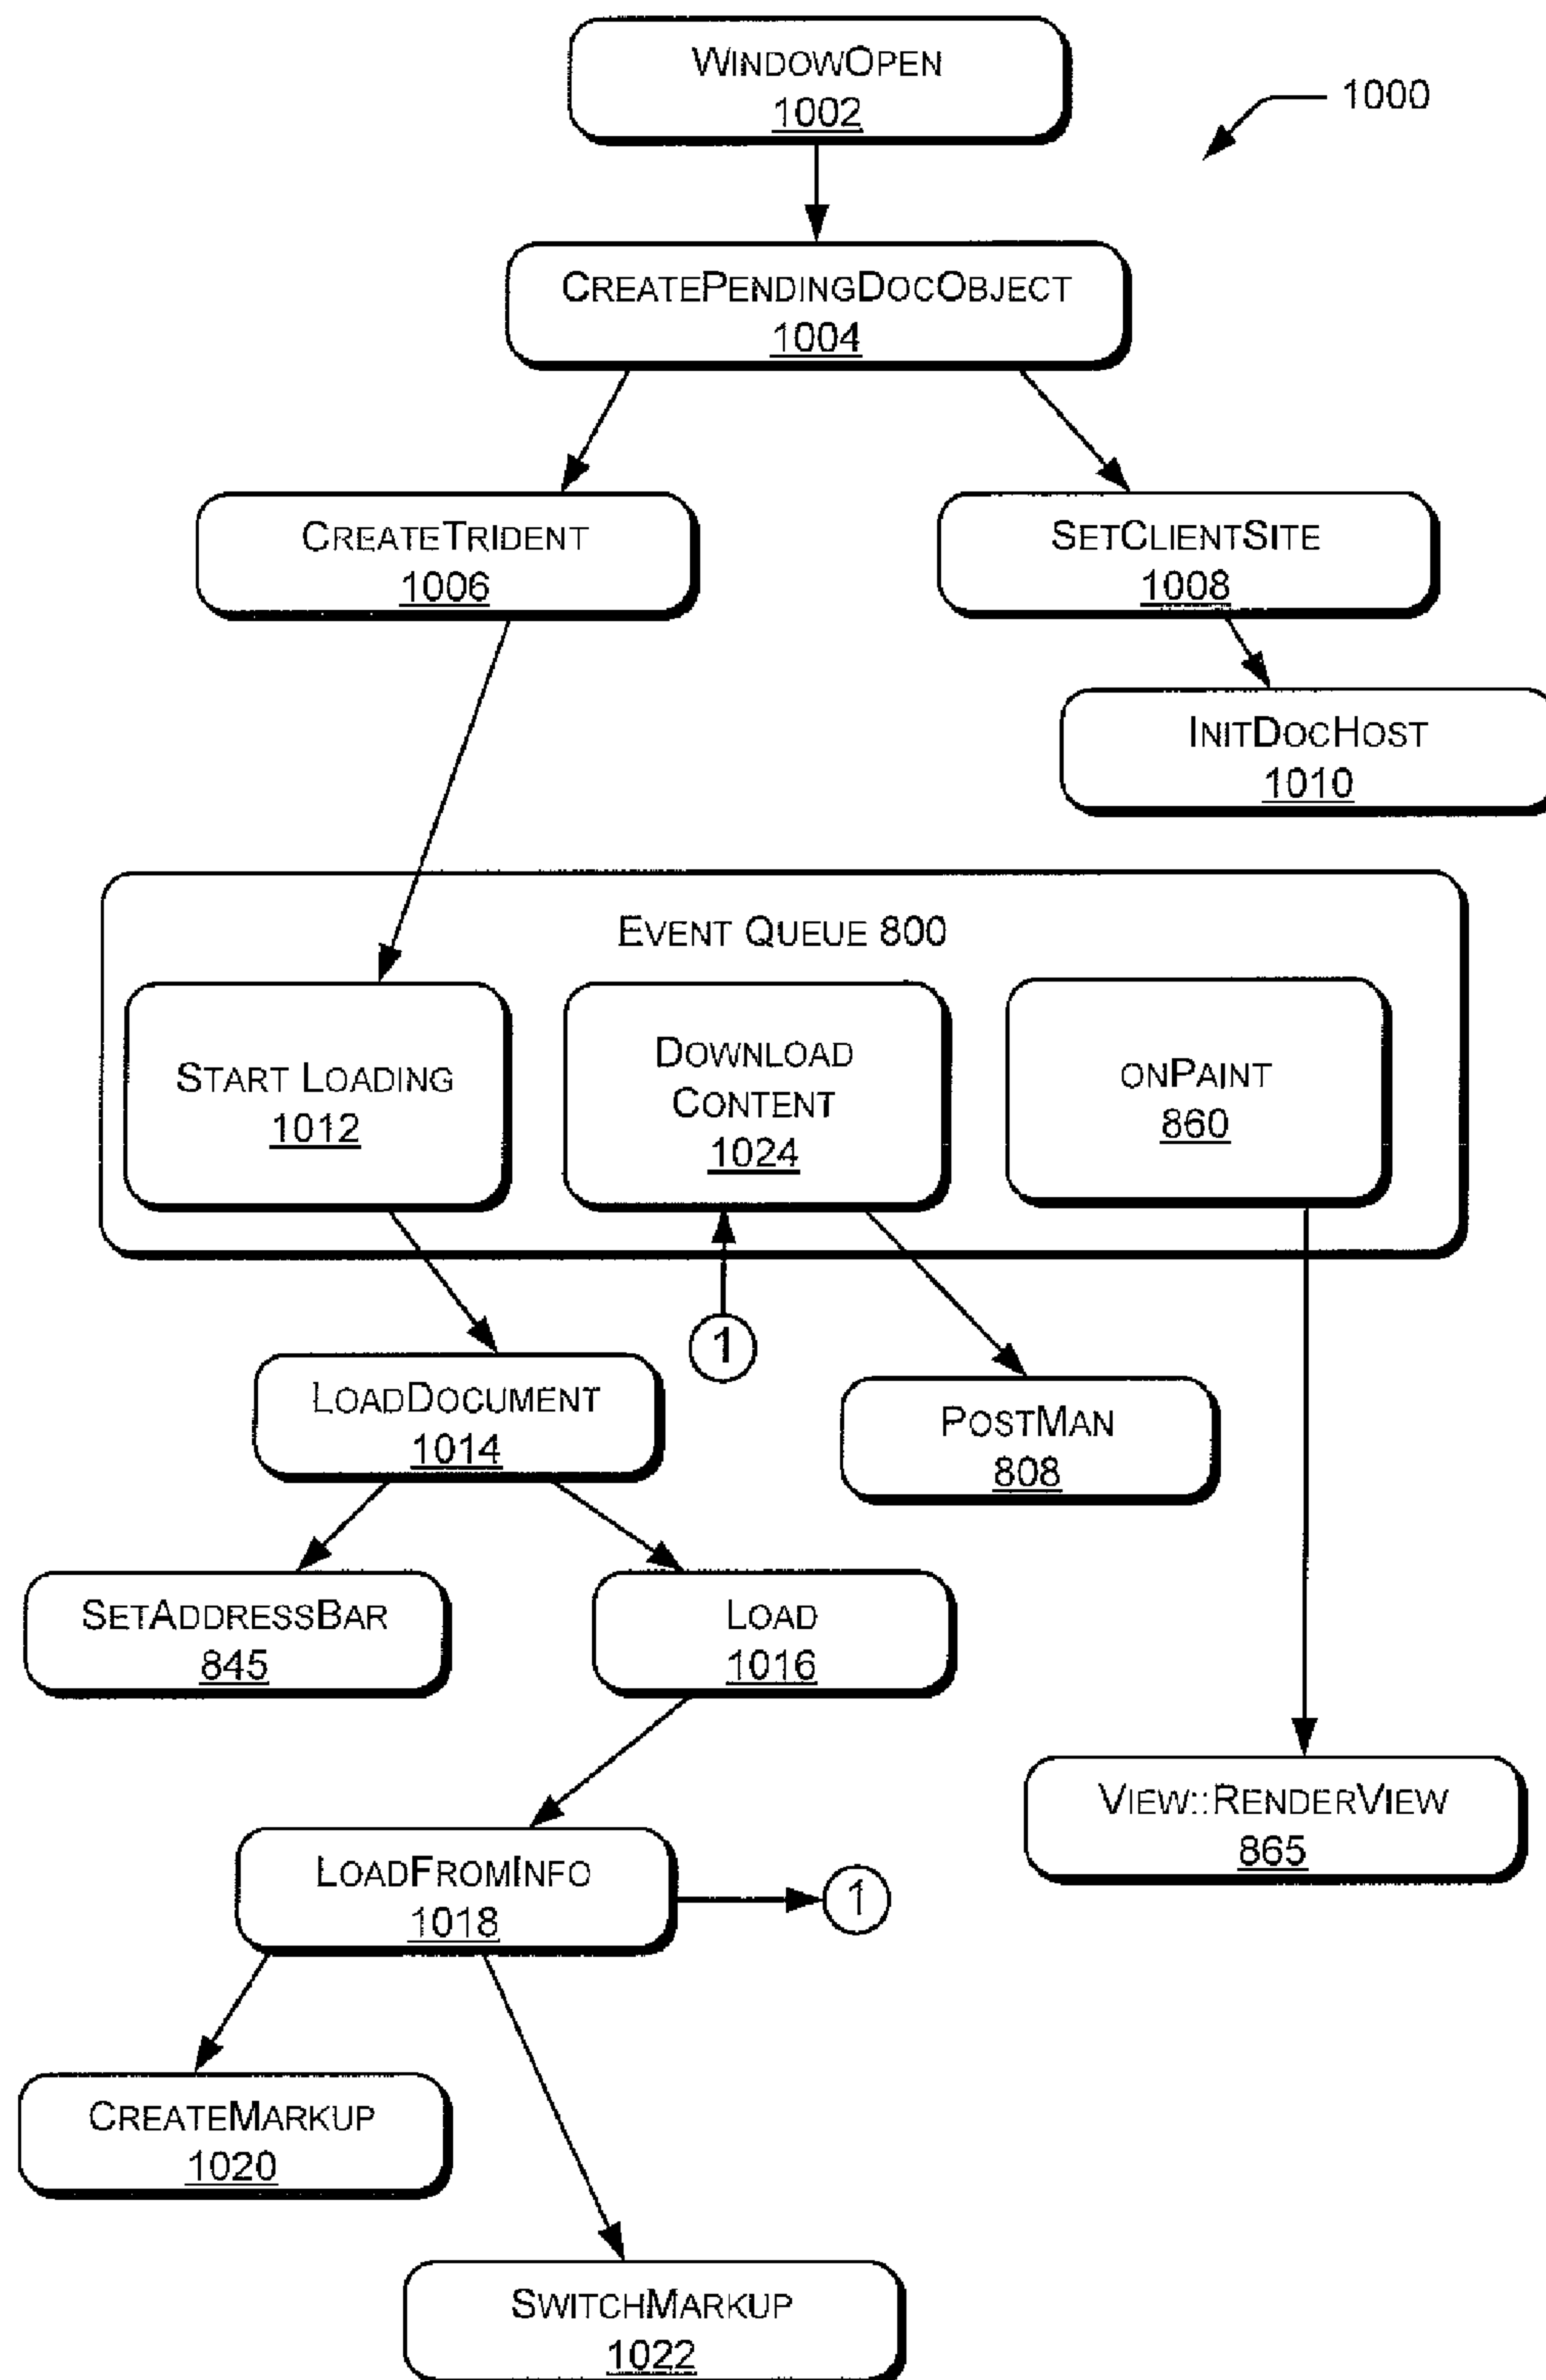 WINDOWOPEN
1002
1000
CREATEPENDINGDOCOBJECT
1004
CREATETRIDENT
1006
SETCLIENTSITE
1008
INITDOCHOST
1010
EVENT QUEUE 800
START LOADING
1012
DOWNLOAD
CONTENT
1024
ONPAINT
860
1
LOADDOCUMENT
1014
POSTMAN
808
SETADDRESSBAR
845
LOAD
1016
VIEW::RENDERVIEW
865
LOADFROMINFO
1018
1
CREATEMARKUP
1020
SWITCHMARKUP
1022